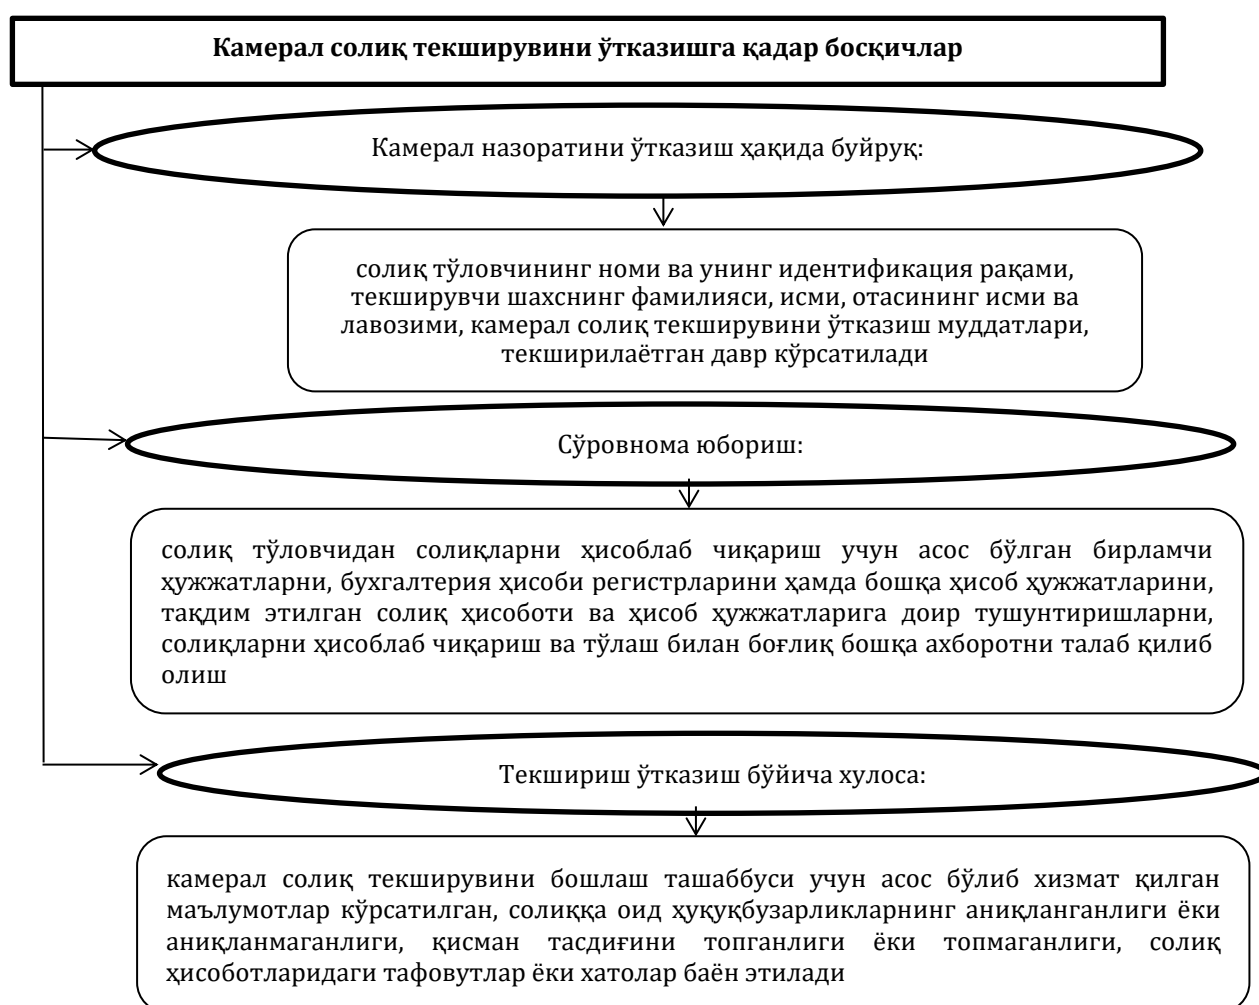 Камерал солиқ текширувини ўтказишга қадар босқичлар
Камерал назоратини ўтказиш ҳақида буйруқ:
солиқ тўловчининг номи ва унинг идентификация рақами,
текширувчи шахснинг фамилияси, исми, отасининг исми ва
лавозими, камерал солиқ текширувини ўтказиш муддатлари,
текширилаётган давр кўрсатилади
Сўровнома юбориш:
солиқ тўловчидан солиқларни ҳисоблаб чиқариш учун асос бўлган бирламчи
ҳужжатларни, бухгалтерия ҳисоби регистрларини ҳамда бошқа ҳисоб ҳужжатларини,
тақдим этилган солиқ ҳисоботи ва ҳисоб ҳужжатларига доир тушунтиришларни,
солиқларни ҳисоблаб чиқариш ва тўлаш билан боғлиқ бошқа ахборотни талаб қилиб
олиш
Текшириш ўтказиш бўйича хулоса:
камерал солиқ текширувини бошлаш ташаббуси учун асос бўлиб хизмат қилган
маълумотлар кўрсатилган, солиққа оид ҳуқуқбузарликларнинг аниқланганлиги ёки
аниқланмаганлиги, қисман тасдиғини топганлиги ёки топмаганлиги, солиқ
ҳисоботларидаги тафовутлар ёки хатолар баён этилади